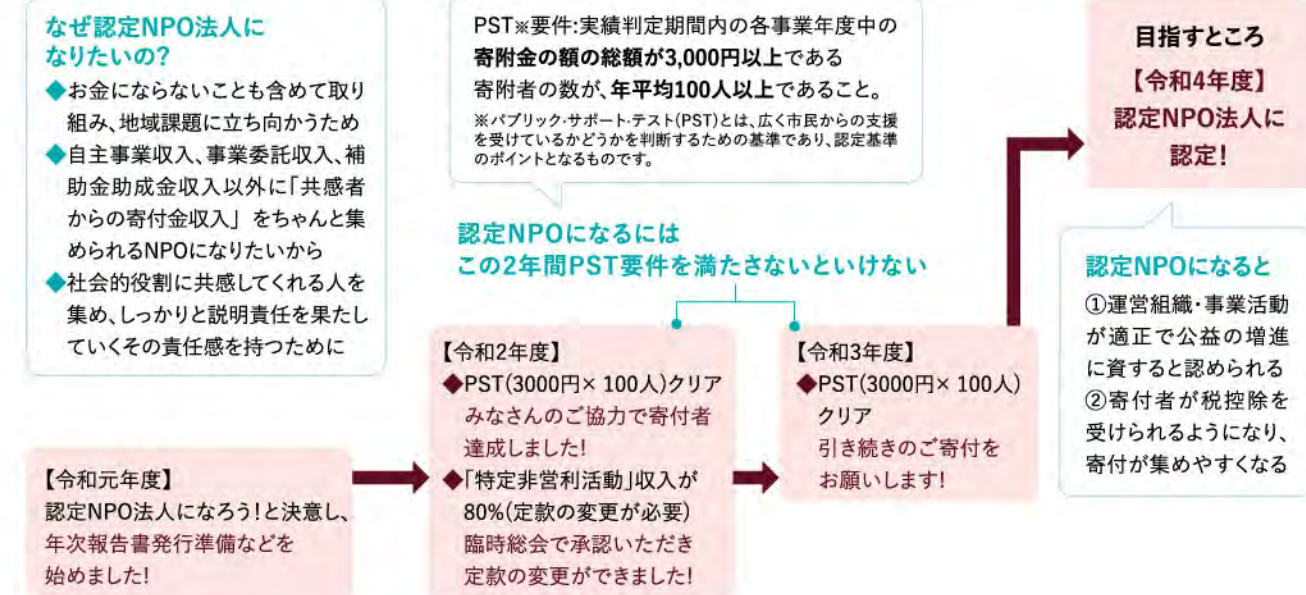 なぜ認定NPO法人に
なりたいの?
◆お金にならないことも含めて取り
組み、地域課題に立ち向かうため
◆自主事業収入、事業委託収入、補
助金助成金収入以外に「共感者
からの寄付金収入」をちゃんと集
められるNPOになりたいから
◆社会的役割に共感してくれる人を
集め、しっかりと説明責任を果たし
ていくその責任感を持つために
PST※要件:実績判定期間内の各事業年度中の
寄附金の額の総額が3,000円以上である
寄附者の数が、年平均100人以上であること。
※パブリック・サポート・テスト(PST)とは、広く市民からの支援
を受けているかどうかを判断するための基準であり、認定基準
のポイントとなるものです。
認定NPOになるには
この2年間PST要件を満たさないといけない
【令和元年度】
認定NPO法人になろう!と決意し、
年次報告書発行準備などを
始めました!
【令和2年度】
◆PST(3000円×100人)クリア
みなさんのご協力で寄付者
達成しました!
◆「特定非営利活動」収入が
80%(定款の変更が必要)
臨時総会で承認いただき
定款の変更ができました!
【令和3年度】
◆PST(3000円×100人)
クリア
引き続きのご寄付を
お願いします!
目指すところ
【令和4年度】
認定NPO法人に
認定!
認定NPOになると
①運営組織・事業活動
が適正で公益の増進
に資すると認められる
②寄付者が税控除を
受けられるようになり、
寄付が集めやすくなる